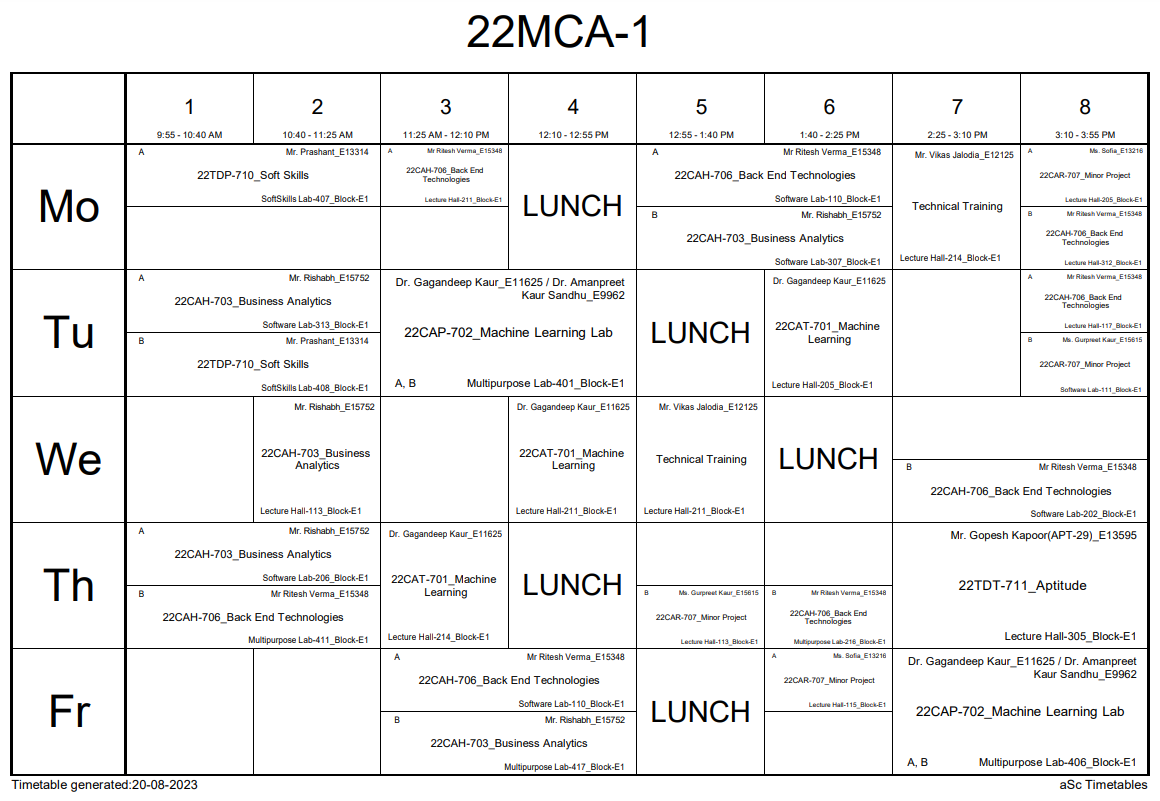 22MCA-1
1
2
3
4
5
6
7
8
9:55 - 10:40 AM
10:40 - 11:25 AM
11:25 AM - 12:10 PM
12:10 - 12:55 PM
12:55 - 1:40 PM
1:40 - 2:25 PM
2:25 - 3:10 PM
3:10 - 3:55 PM
Mo
A Mr. Prashant_E13314
22TDP-710_Soft Skills
SoftSkills Lab-407_Block-E1
A Mr Ritesh Verma_E15348
22CAH-706_Back End
Technologies
Lecture Hall-211_Block-E1
LUNCH
A Mr Ritesh Verma_E15348
22CAH-706_Back End Technologies
Software Lab-110_Block-E1
B Mr. Rishabh_E15752
22CAH-703_Business Analytics
Software Lab-307_Block-E1
Mr. Vikas Jalodia_E12125
Technical Training
Lecture Hall-214_Block-E1
A Ms. Sofia_E13216
22CAR-707_Minor Project
Lecture Hall-205_Block-E1
B Mr Ritesh Verma_E15348
22CAH-706_Back End
Technologies
Lecture Hall-312_Block-E1
Tu
A Mr. Rishabh_E15752
22CAH-703_Business Analytics
Software Lab-313_Block-E1
B Mr. Prashant_E13314
22TDP-710_Soft Skills
SoftSkills Lab-408_Block-E1
Dr. Gagandeep Kaur_E11625 / Dr. Amanpreet
Kaur Sandhu_E9962
22CAP-702_Machine Learning Lab
A, B Multipurpose Lab-401_Block-E1
LUNCH
Dr. Gagandeep Kaur_E11625
22CAT-701_Machine
Learning
Lecture Hall-205_Block-E1
A Mr Ritesh Verma_E15348
22CAH-706_Back End
Technologies
Lecture Hall-117_Block-E1
B Ms. Gurpreet Kaur_E15615
22CAR-707_Minor Project
Software Lab-111_Block-E1
We
Mr. Rishabh_E15752
22CAH-703_Business
Analytics
Lecture Hall-113_Block-E1
Dr. Gagandeep Kaur_E11625
22CAT-701_Machine
Learning
Lecture Hall-211_Block-E1
Mr. Vikas Jalodia_E12125
Technical Training
Lecture Hall-211_Block-E1
LUNCH
B Mr Ritesh Verma_E15348
22CAH-706_Back End Technologies
Software Lab-202_Block-E1
Th
A Mr. Rishabh_E15752
22CAH-703_Business Analytics
Software Lab-206_Block-E1
B Mr Ritesh Verma_E15348
22CAH-706_Back End Technologies
Multipurpose Lab-411_Block-E1
Dr. Gagandeep Kaur_E11625
22CAT-701_Machine
Learning
Lecture Hall-214_Block-E1
LUNCH
B Ms. Gurpreet Kaur_E15615
22CAR-707_Minor Project
Lecture Hall-113_Block-E1
B Mr Ritesh Verma_E15348
22CAH-706_Back End
Technologies
Multipurpose Lab-216_Block-E1
Mr. Gopesh Kapoor(APT-29)_E13595
22TDT-711_Aptitude
Lecture Hall-305_Block-E1
Fr
A Mr Ritesh Verma_E15348
22CAH-706_Back End Technologies
Software Lab-110_Block-E1
B Mr. Rishabh_E15752
22CAH-703_Business Analytics
Multipurpose Lab-417_Block-E1
LUNCH
A Ms. Sofia_E13216
22CAR-707_Minor Project
Lecture Hall-115_Block-E1
Dr. Gagandeep Kaur_E11625 / Dr. Amanpreet
Kaur Sandhu_E9962
22CAP-702_Machine Learning Lab
A, B Multipurpose Lab-406_Block-E1
Timetable generated:20-08-2023
aSc Timetables